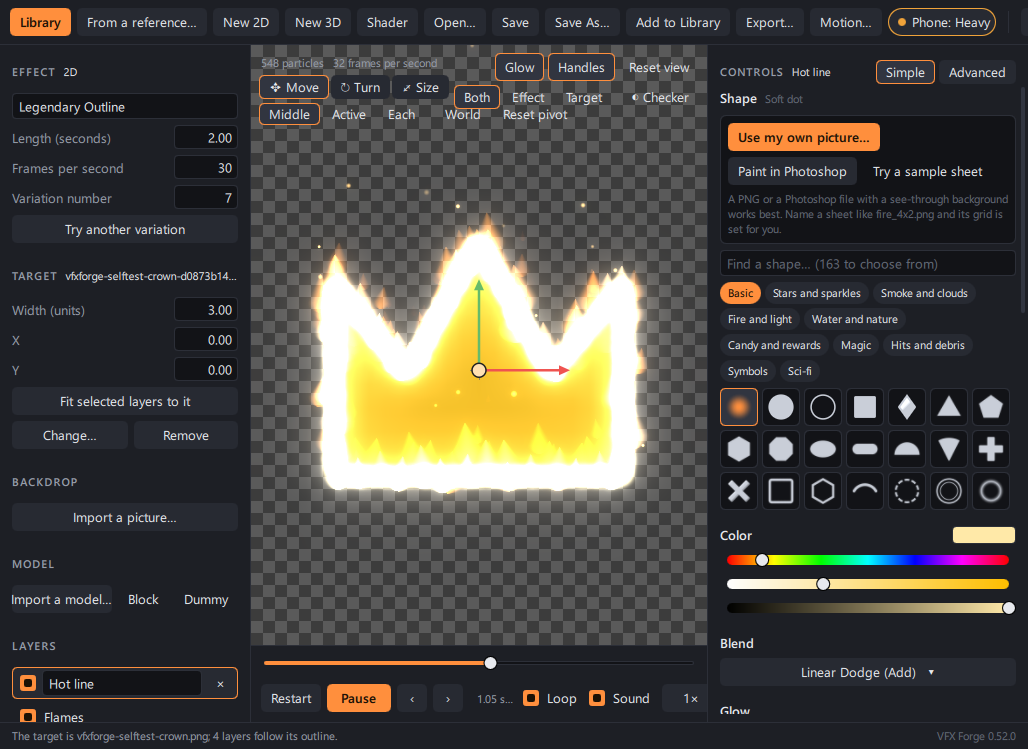 Library From a reference... New 2D New 3D Shader Open... Save Save As... Add to Library Export... Motion... Phone: Heavy
EFFECT 2D
Legendary Outline
Length (seconds) 2.00
Frames per second 30
Variation number 7
Try another variation
TARGET vfxforge-selftest-crown-d0873b14...
Width (units) 3.00
X 0.00
Y 0.00
Fit selected layers to it
Change... Remove
BACKDROP
Import a picture...
MODEL
Import a model... Block Dummy
LAYERS
Hot line ×
Flames
548 particles 32 frames per second
Glow Handles Reset view
Move Turn Size
Both Effect Target Checker
Middle Active Each World Reset pivot
Restart Pause ‹ › 1.05 s... Loop Sound 1×
CONTROLS Hot line Simple Advanced
Shape Soft dot
Use my own picture...
Paint in Photoshop Try a sample sheet
A PNG or a Photoshop file with a see-through background
works best. Name a sheet like fire_4x2.png and its grid is
set for you.
Find a shape... (163 to choose from)
Basic Stars and sparkles Smoke and clouds
Fire and light Water and nature
Candy and rewards Magic Hits and debris
Symbols Sci-fi
Color
Blend
Linear Dodge (Add)
Glow
The target is vfxforge-selftest-crown.png; 4 layers follow its outline.
VFX Forge 0.52.0